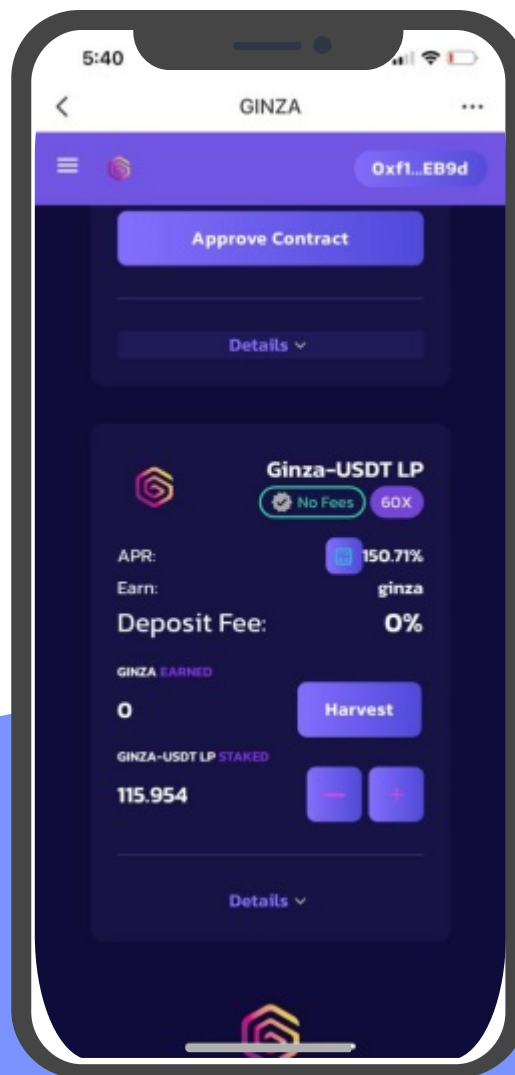 5:40
GINZA
0xf1...EB9d
Approve Contract
Details
Ginza-USDT LP
No Fees 60X
APR: 150.71%
Earn: ginza
Deposit Fee: 0%
GINZA EARNED
0 Harvest
GINZA-USDT LP STAKED
115.954 — +
Details